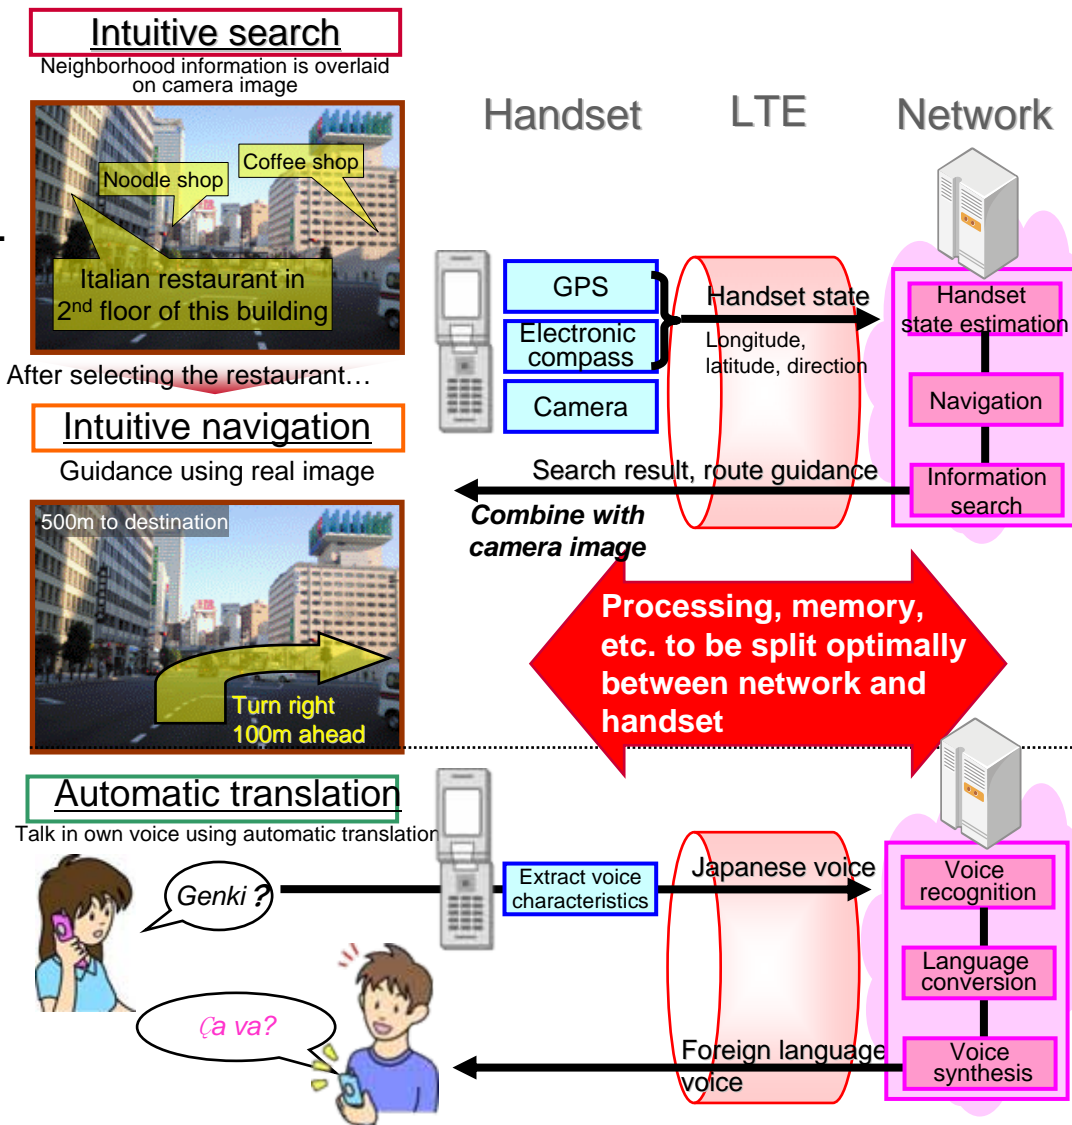 Intuitive search
Neighborhood information is overlaid
on camera image
Coffee shop
Noodle shop
Italian restaurant in
2nd floor of this building
After selecting the restaurant…
Intuitive navigation
Guidance using real image
500m to destination
Turn right
100m ahead
Handset
LTE
Network
GPS
Electronic
compass
Camera
Handset state
Longitude,
latitude, direction
Handset
state estimation
Navigation
Information
search
Search result, route guidance
Combine with
camera image
Processing, memory,
etc. to be split optimally
between network and
handset
Automatic translation
Talk in own voice using automatic translation
Genki ?
Extract voice
characteristics
Japanese voice
Voice
recognition
Language
conversion
Voice
synthesis
Foreign language
voice
Ça va?